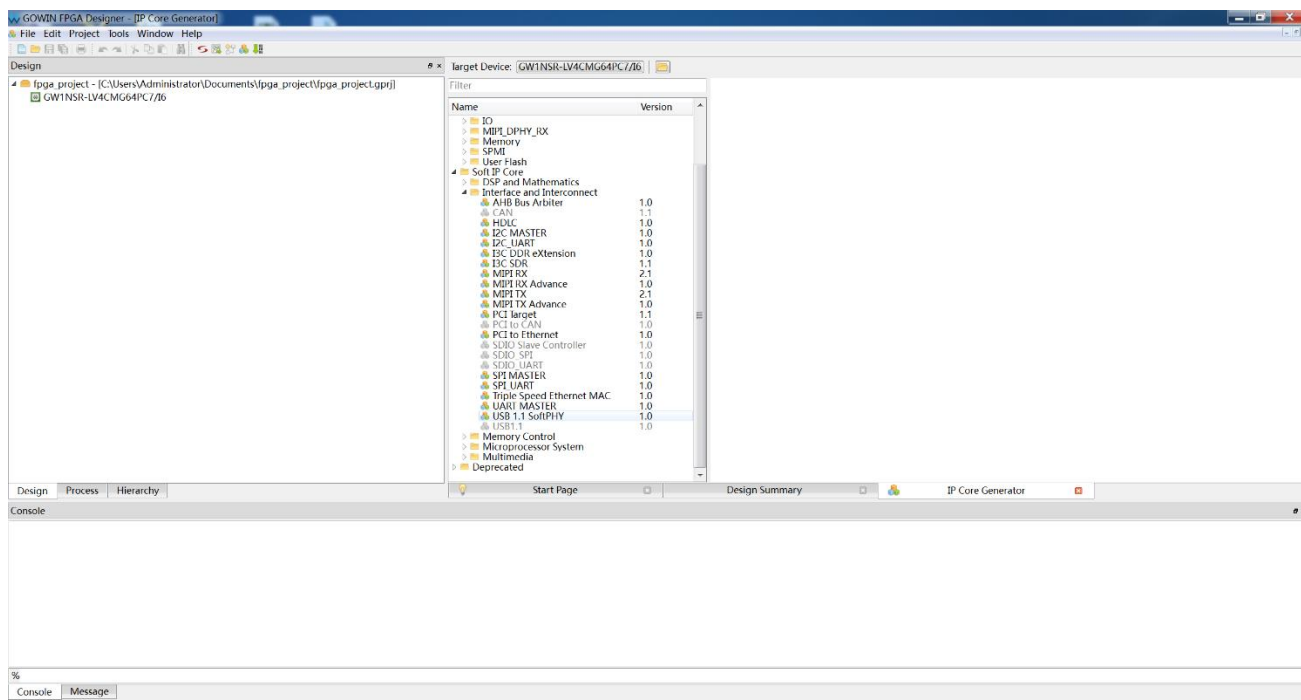 GOWIN FPGA Designer - [IP Core Generator]
File Edit Project Tools Window Help
Design
Target Device: GW1NSR-LV4CMG64PC7/I6
fpga_project - [C:\Users\Administrator\Documents\fpga_project\fpga_project.gprj]
GW1NSR-LV4CMG64PC7/I6
Filter
Name Version
IO
MIPI_DPHY_RX
Memory
SPMI
User Flash
Soft IP Core
DSP and Mathematics
Interface and Interconnect
AHB Bus Arbiter 1.0
CAN 1.1
HDLC 1.0
I2C MASTER 1.0
I2C_UART 1.0
I3C DDR eXtension 1.0
I3C SDR 1.1
MIPI RX 2.1
MIPI RX Advance 1.0
MIPI TX 2.1
MIPI TX Advance 1.0
PCI Target 1.1
PCI to CAN 1.0
PCI to Ethernet 1.0
SDIO Slave Controller 1.0
SDIO_SPI 1.0
SDIO_UART 1.0
SPI MASTER 1.0
SPI_UART 1.0
Triple Speed Ethernet MAC 1.0
UART MASTER 1.0
USB 1.1 SoftPHY 1.0
USB1.1 1.0
Memory Control
Microprocessor System
Multimedia
Deprecated
Design Process Hierarchy
Start Page Design Summary IP Core Generator
Console
%
Console Message